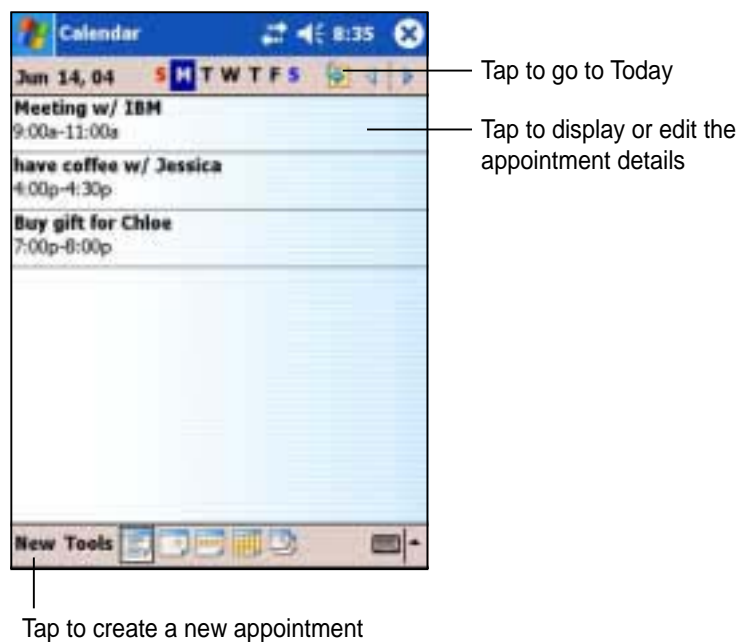 Calendar 8:35
Jun 14, 04 S M T W T F S
Tap to go to Today
Meeting w/ IBM
9:00a-11:00a
Tap to display or edit the
appointment details
have coffee w/ Jessica
4:00p-4:30p
Buy gift for Chloe
7:00p-8:00p
New Tools
Tap to create a new appointment